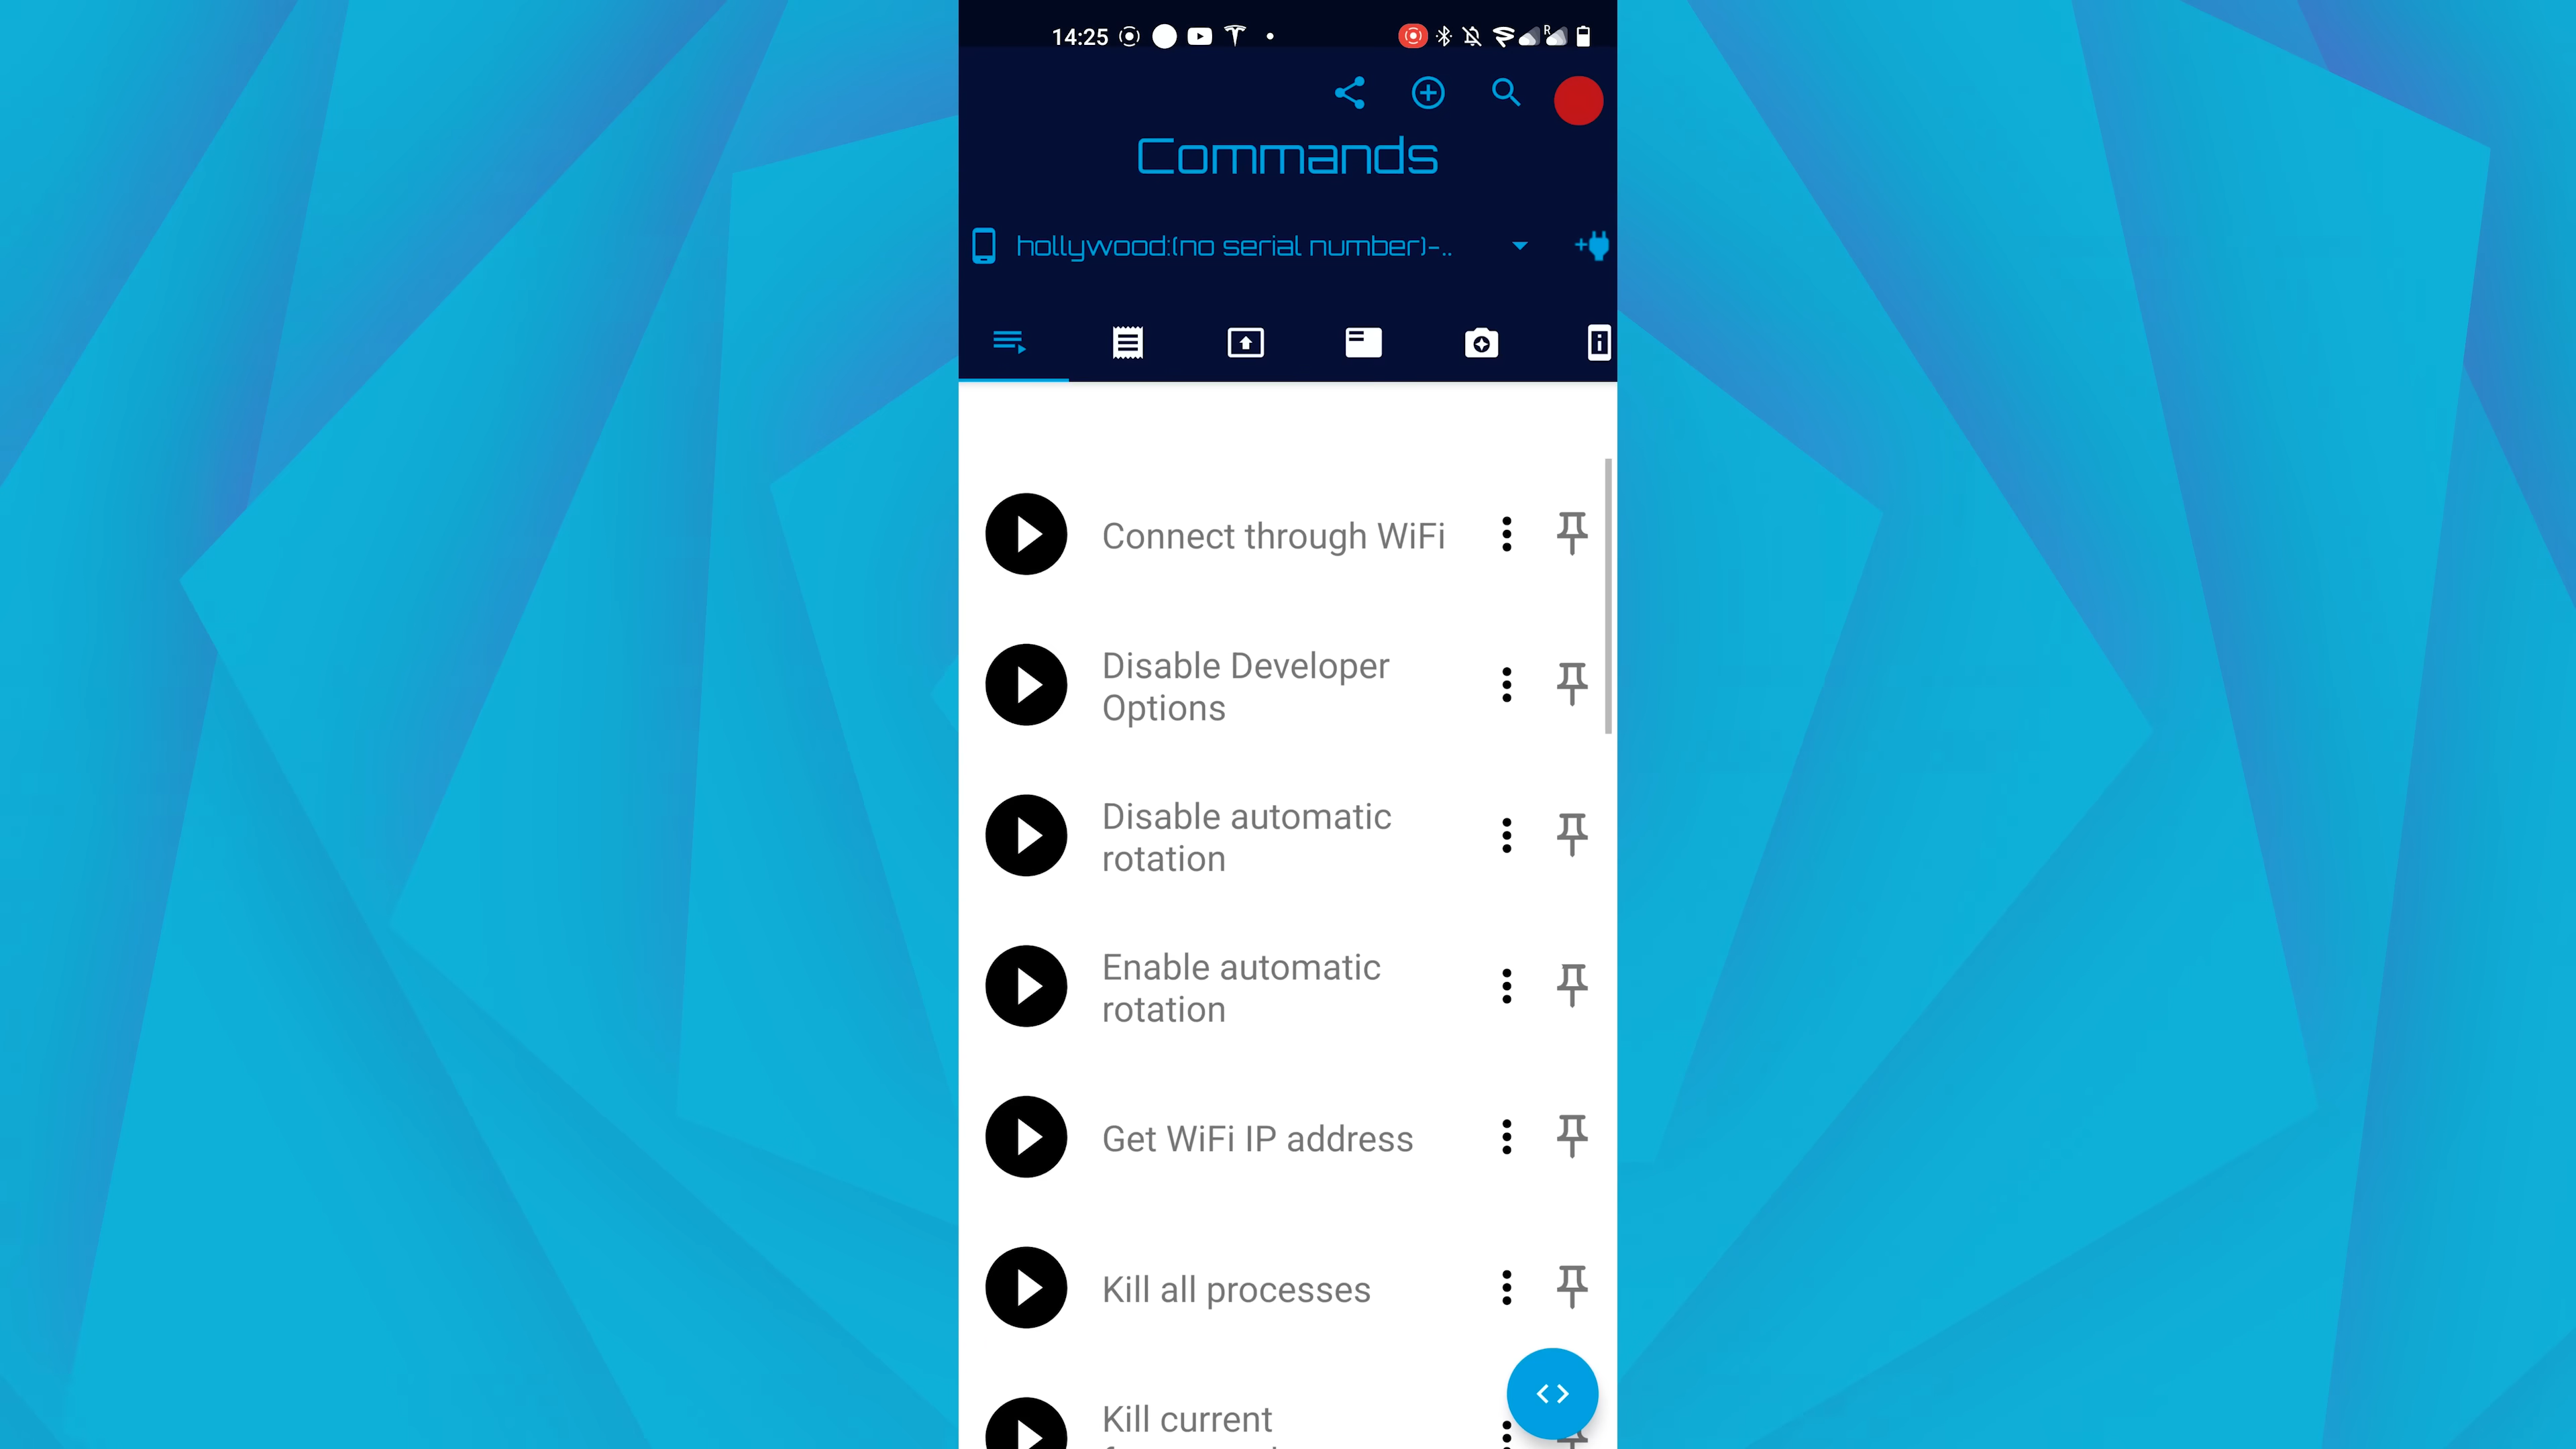 14:25
R
Commands
hollywood:(no serial number)-..
Connect through WiFi
Disable Developer
Options
Disable automatic
rotation
Enable automatic
rotation
Get WiFi IP address
Kill all processes
Kill current